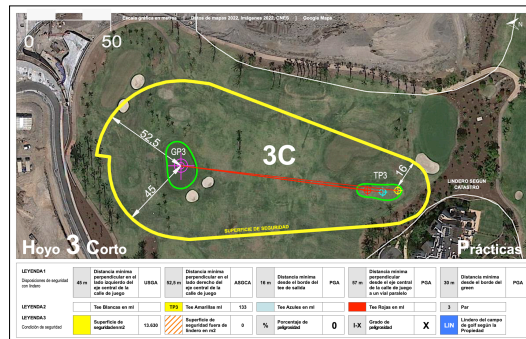 Escala gráfica en metros | Datos de mapas 2022, Imágenes 2022, CNES | Google Maps
0 50
52,5
GP3
3C
TP3
16
45
LINDERO SEGÚN
CATASTRO
SUPERFICIE DE SEGURIDAD
Hoyo 3 Corto
Prácticas
LEYENDA1
Disposiciones de seguridad
con lindero
45 m
Distancia mínima
perpendicular en el
lado izquierdo del
eje central de la
calle de juego
USGA
52,5 m
Distancia mínima
perpendicular en el
lado derecho del
eje central de la
calle de juego
ASGCA
16 m
Distancia mínima
desde el borde del
tee de salida
PGA
57 m
Distancia mínima
perpendicular
desde el eje central
de la calle de juego
a un vial paralelo
PGA
30 m
Distancia mínima
desde el borde del
green
PGA
LEYENDA2
Tee Blancas en ml
TP3
Tee Amarillas ml
133
Tees Azules en ml
Tee Rojas en ml
3
Par
LEYENDA3
Condición de seguridad
Superficie de
seguridad en m2
13.630
Superficie de
seguridad fuera de
lindero en m2
0
%
Porcentaje de
peligrosidad
0
I-X
Grado de
peligrosidad
X
LIN
Lindero del campo
de golf según la
Propiedad